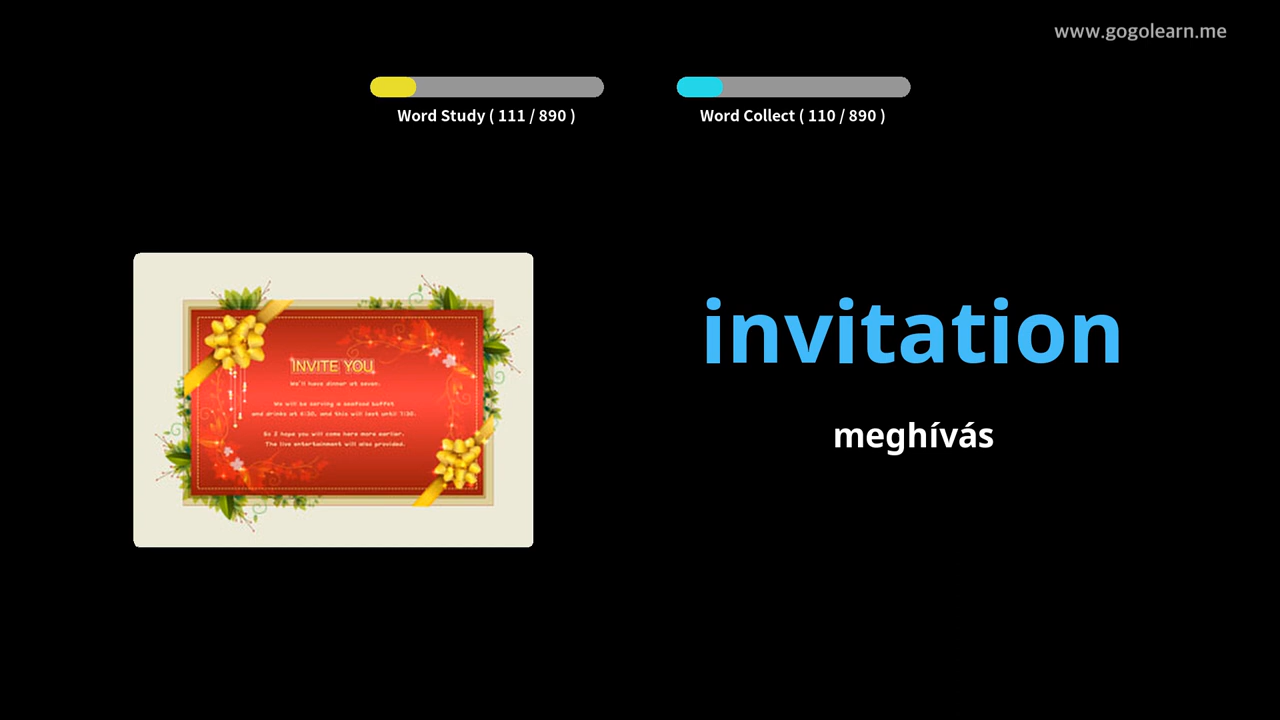 www.gogolearn.me
Word Study ( 111 / 890 )
Word Collect ( 110 / 890 )
INVITE YOU
We'll have dinner at seven.
We will be serving a seafood buffet
and drinks at 6:30, and this will last until 7:30.
So I hope you will come here more earlier.
The live entertainment will also provided.
invitation
meghívás